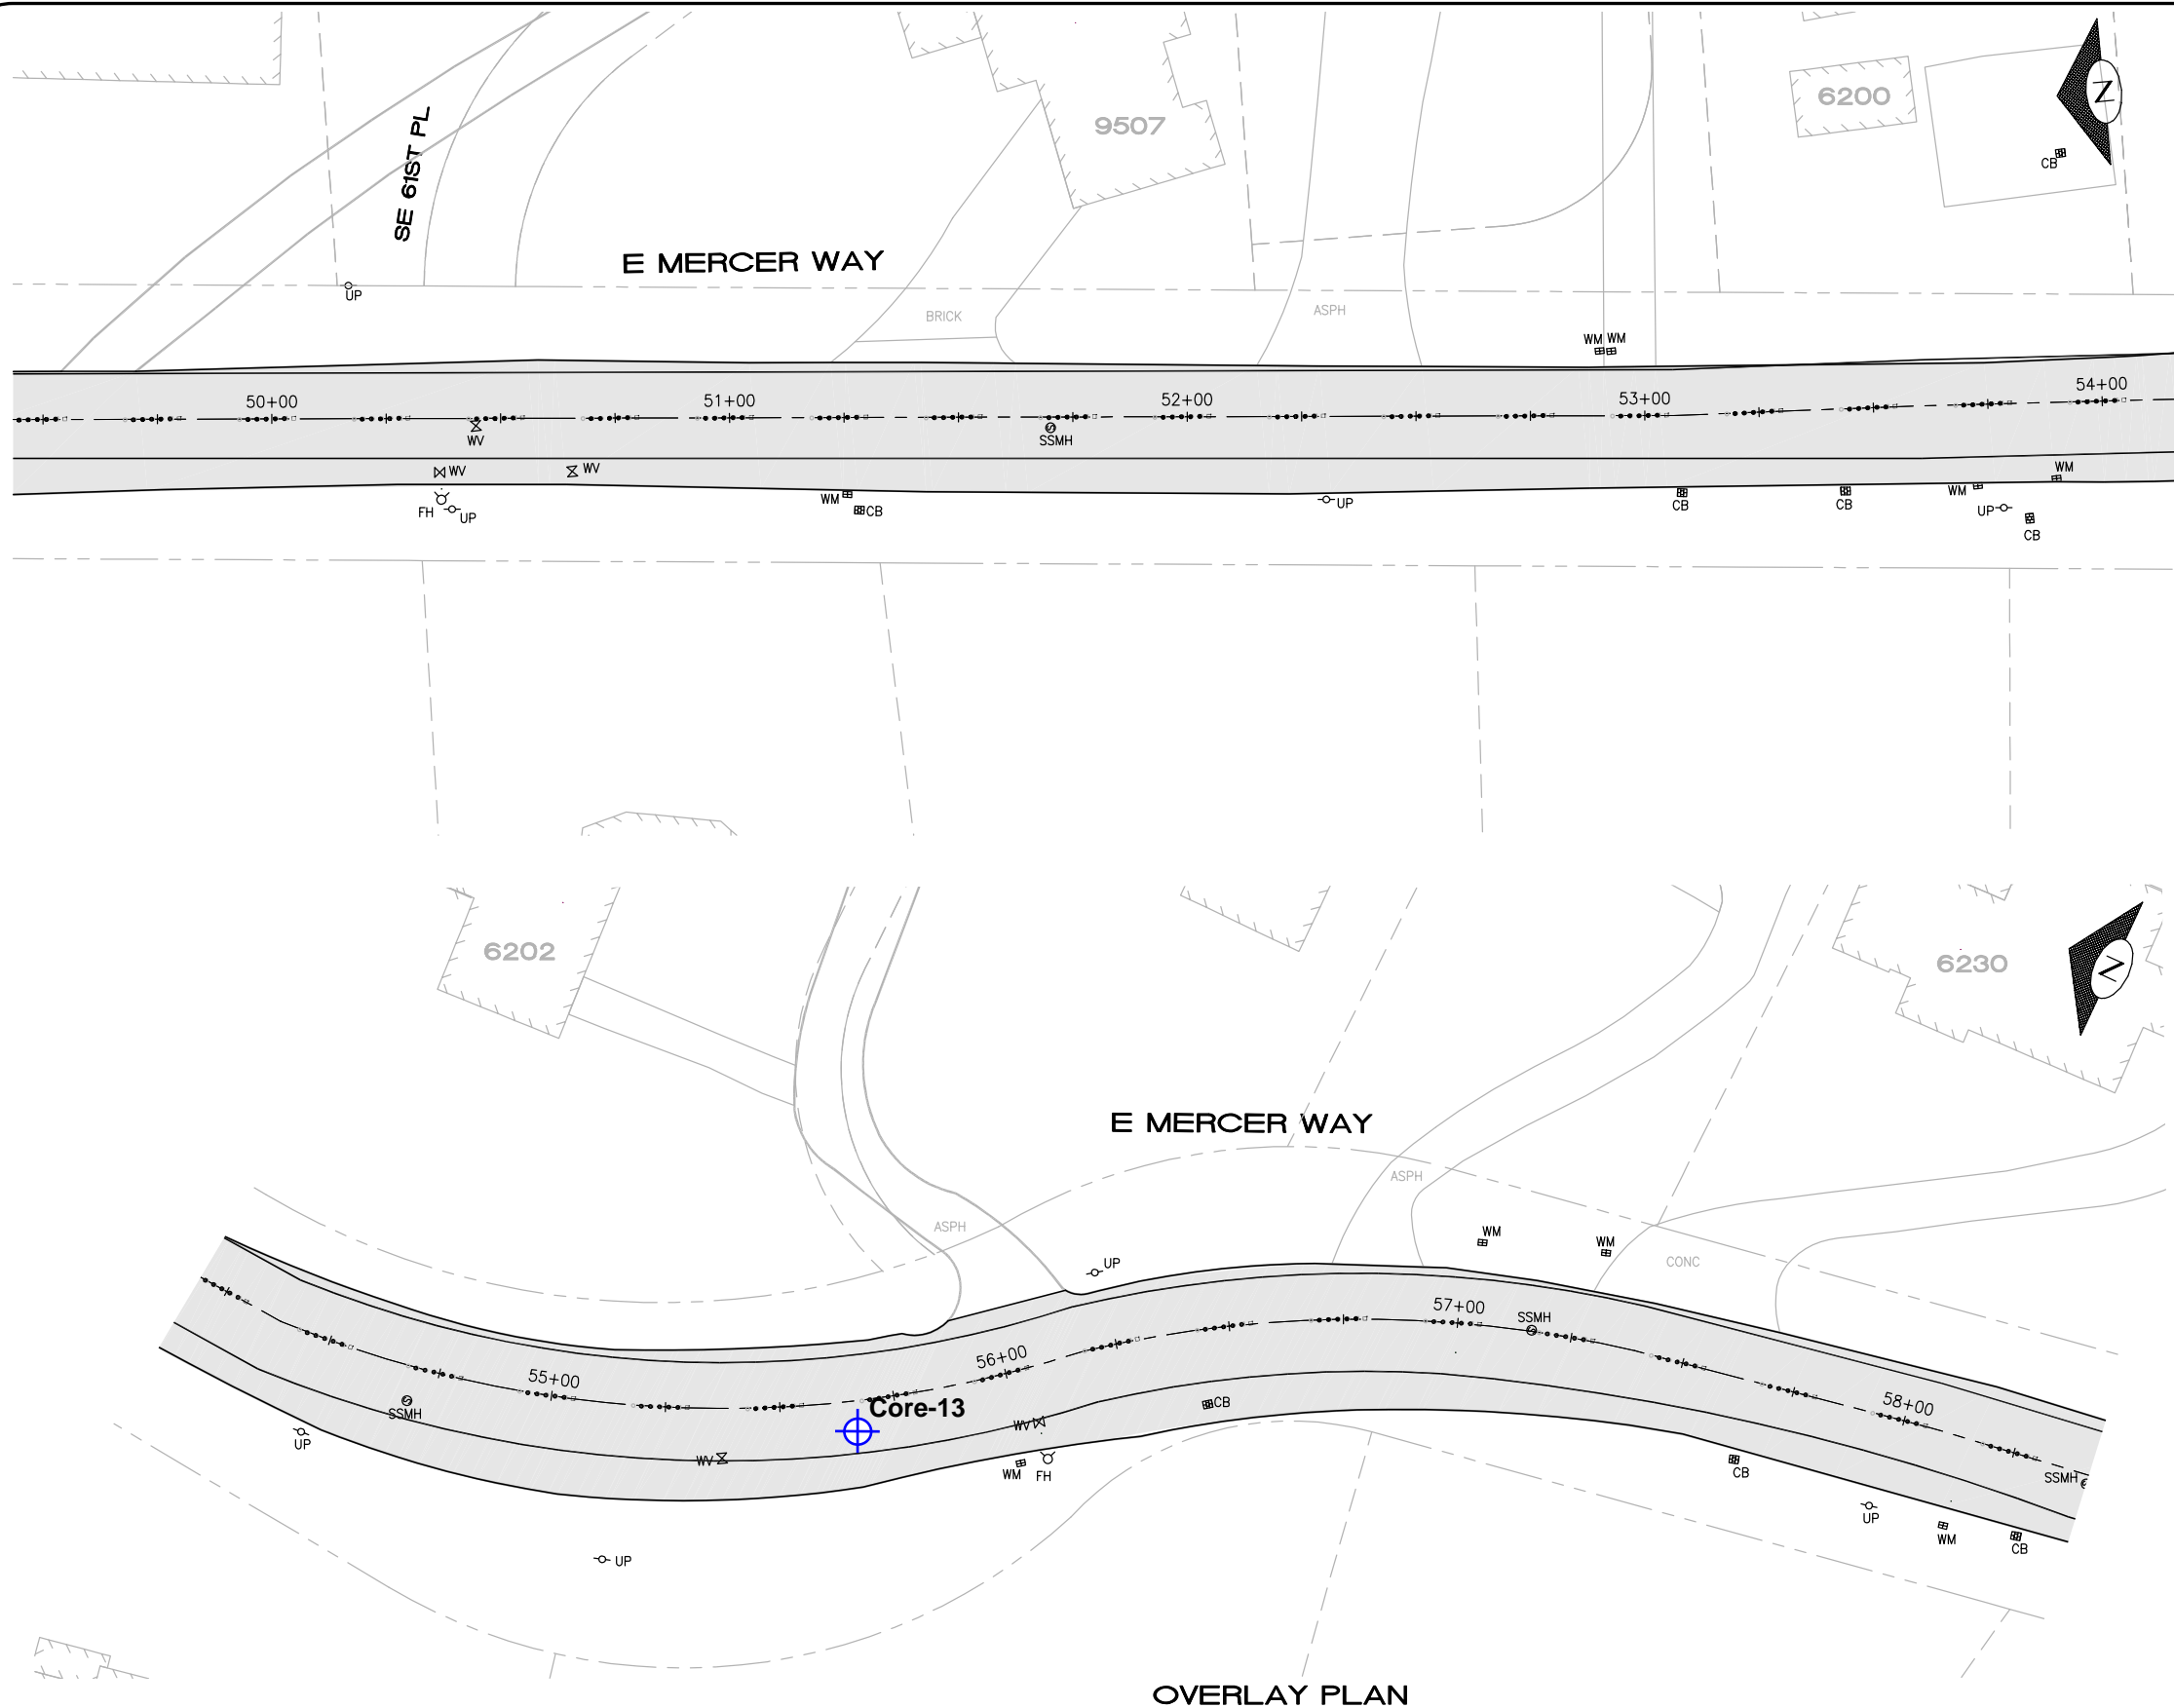 9507
6200
N
CB
SE 61ST PL
E MERCER WAY
UP
BRICK
ASPH
WM WM
50+00
51+00
52+00
53+00
54+00
WV
SSMH
WV
WV
WM
FH
UP
WM
CB
UP
CB
CB
WM
UP
CB
6202
6230
N
E MERCER WAY
ASPH
ASPH
WM
WM
CONC
UP
57+00
SSMH
56+00
55+00
58+00
Core-13
SSMH
CB
WV
UP
WV
WM
FH
CB
SSMH
UP
WM
CB
UP
OVERLAY PLAN